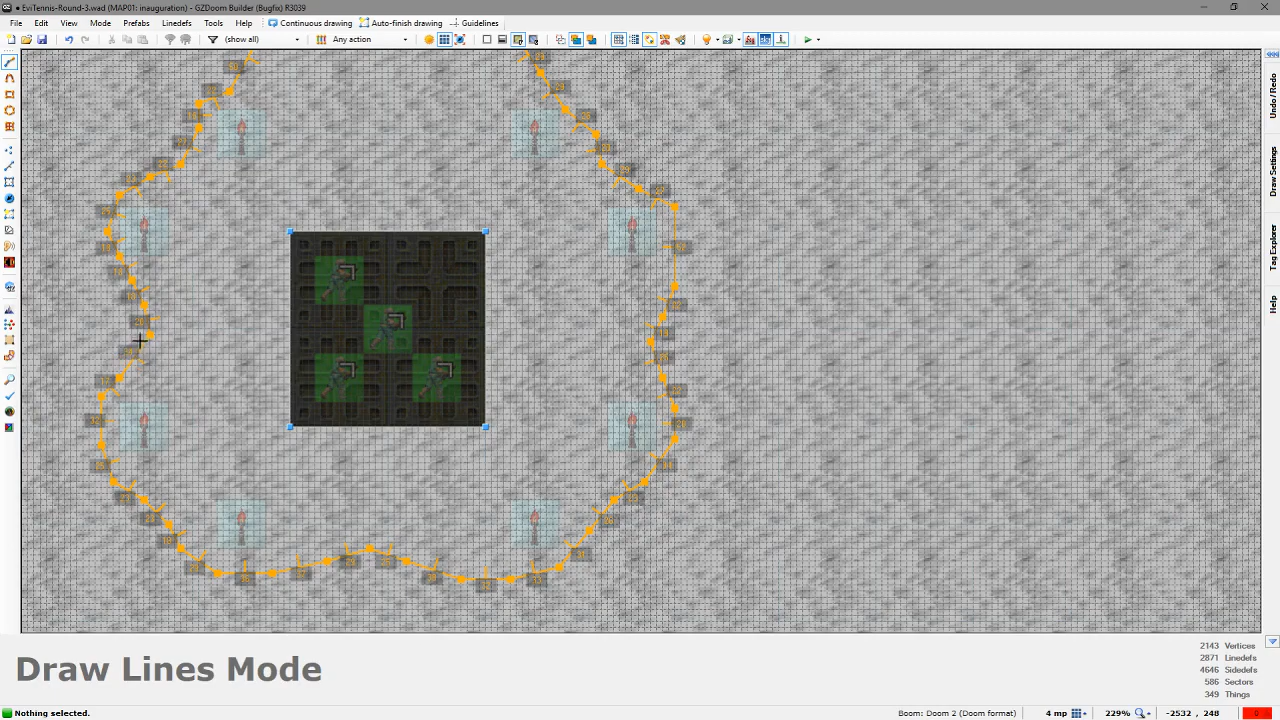 EviTennis-Round-3.wad (MAP01: inauguration) - GZDoom Builder (Bugfix) R3039
File Edit View Mode Prefabs Linedefs Tools Help Continuous drawing Auto-finish drawing Guidelines
(show all) Any action
Undo / Redo
Draw Settings
Tag Explorer
Help
Draw Lines Mode
2143 Vertices
2871 Linedefs
4646 Sidedefs
586 Sectors
349 Things
Nothing selected.
Boom: Doom 2 (Doom format) 4 mp 229% -2532 , 248 0